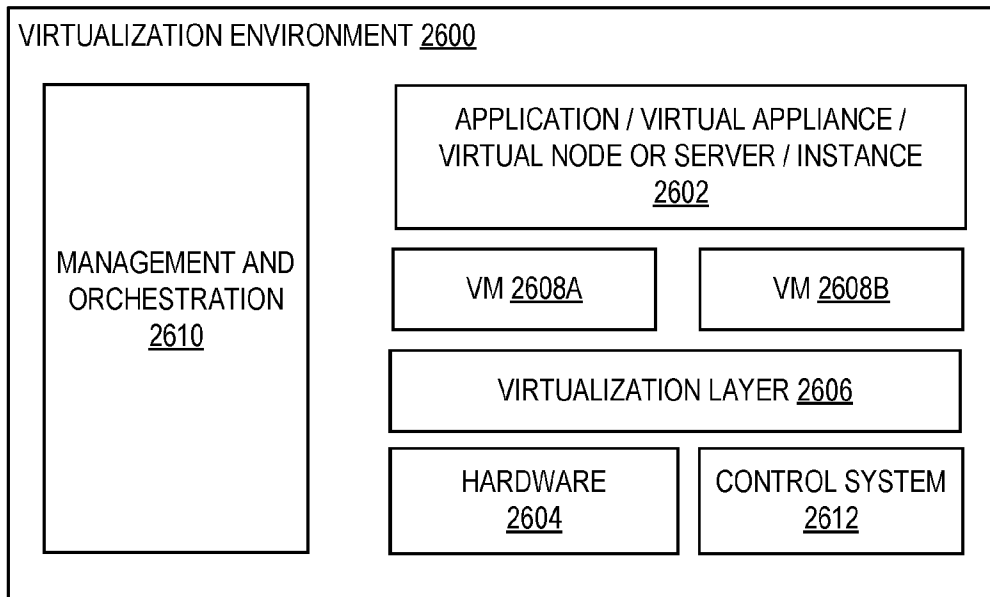 VIRTUALIZATION ENVIRONMENT 2600
MANAGEMENT AND
ORCHESTRATION
2610
APPLICATION / VIRTUAL APPLIANCE /
VIRTUAL NODE OR SERVER / INSTANCE
2602
VM 2608A
VM 2608B
VIRTUALIZATION LAYER 2606
HARDWARE
2604
CONTROL SYSTEM
2612